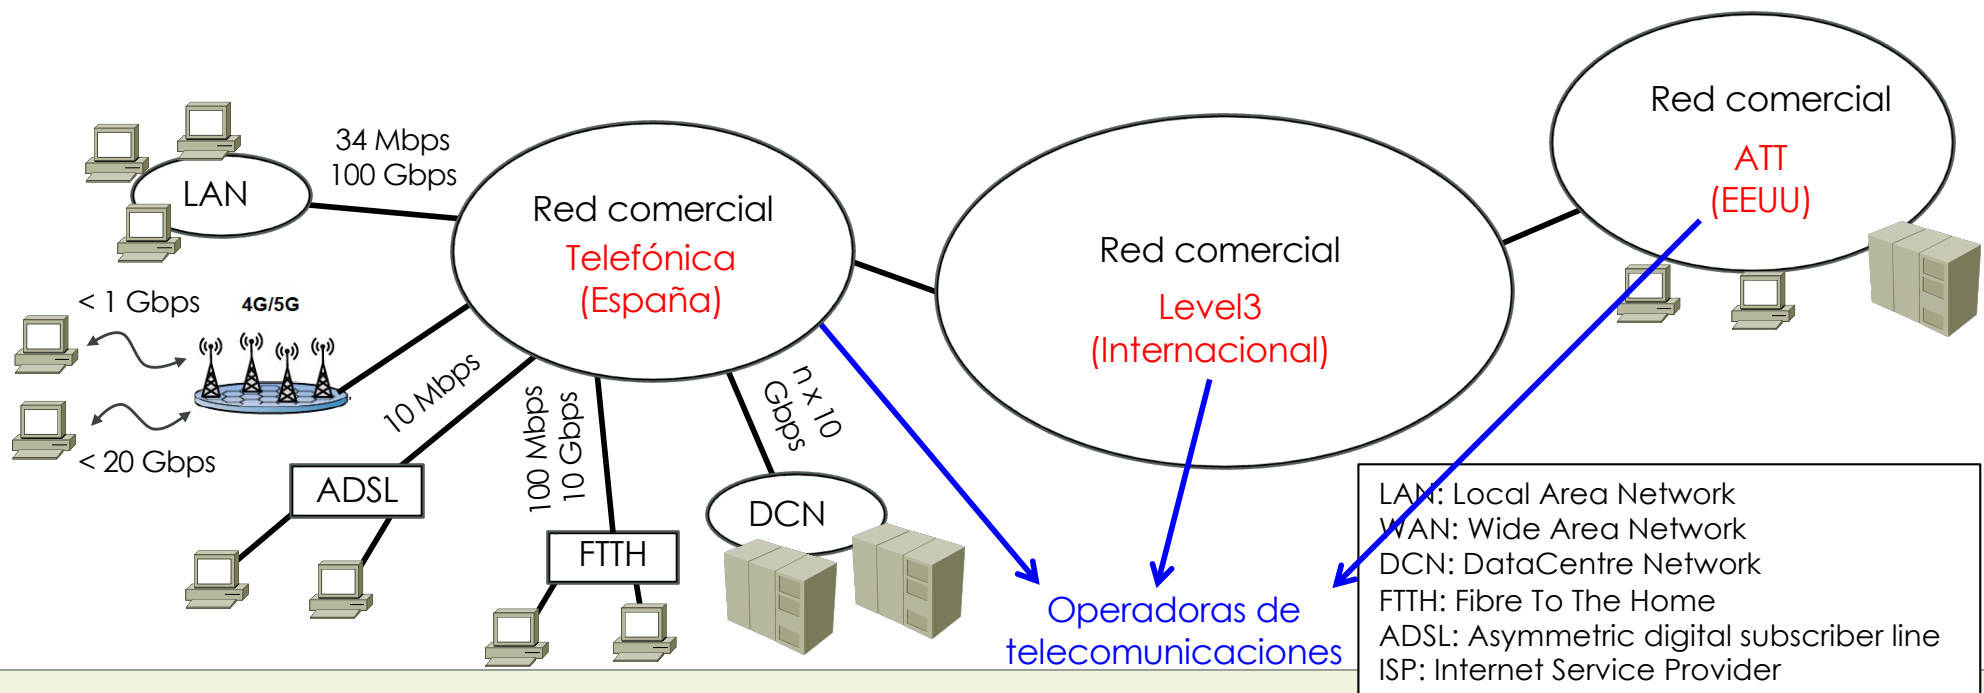 34 Mbps
100 Gbps
LAN
Red comercial
Telefónica
(España)
Red comercial
Level3
(Internacional)
Red comercial
ATT
(EEUU)
< 1 Gbps
4G/5G
< 20 Gbps
10 Mbps
ADSL
100 Mbps
10 Gbps
FTTH
n x 10
Gbps
DCN
Operadoras de
telecomunicaciones
LAN: Local Area Network
WAN: Wide Area Network
DCN: DataCentre Network
FTTH: Fibre To The Home
ADSL: Asymmetric digital subscriber line
ISP: Internet Service Provider